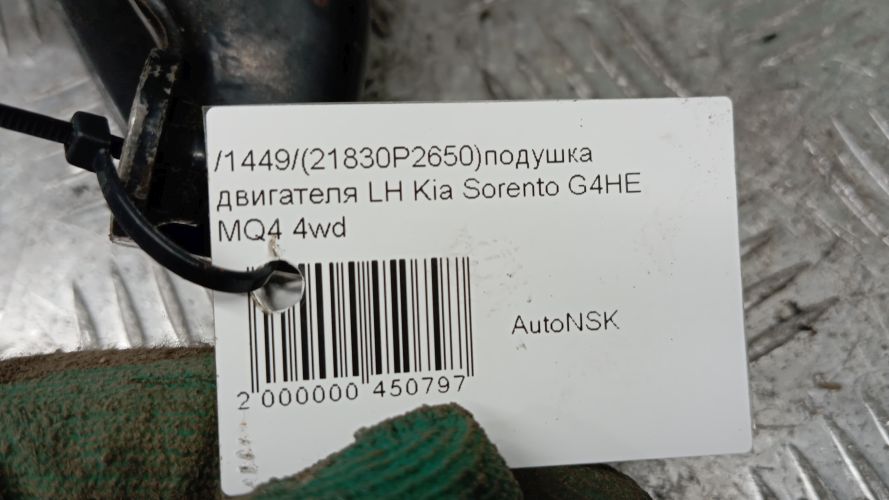 /1449/(21830P2650)подушка
двигателя LH Kia Sorento G4HE
MQ4 4wd
AutoNSK
2 000000 450797